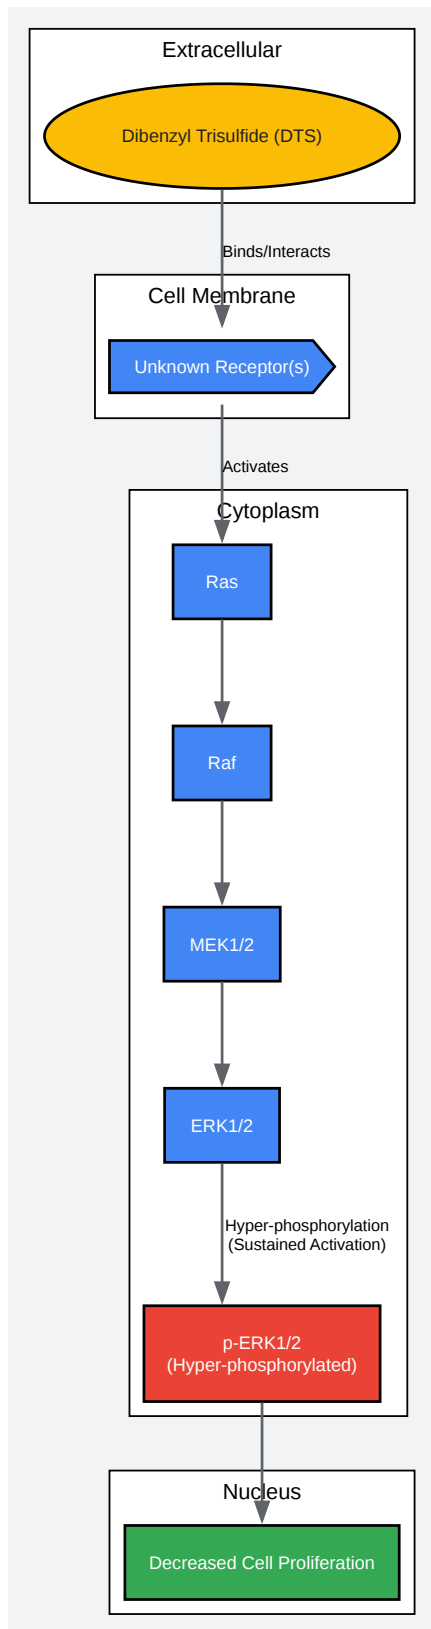 Extracellular
Dibenzyl Trisulfide (DTS)
Binds/Interacts
Cell Membrane
Unknown Receptor(s)
Activates
Cytoplasm
Ras
Raf
MEK1/2
ERK1/2
Hyper-phosphorylation
(Sustained Activation)
p-ERK1/2
(Hyper-phosphorylated)
Nucleus
Decreased Cell Proliferation